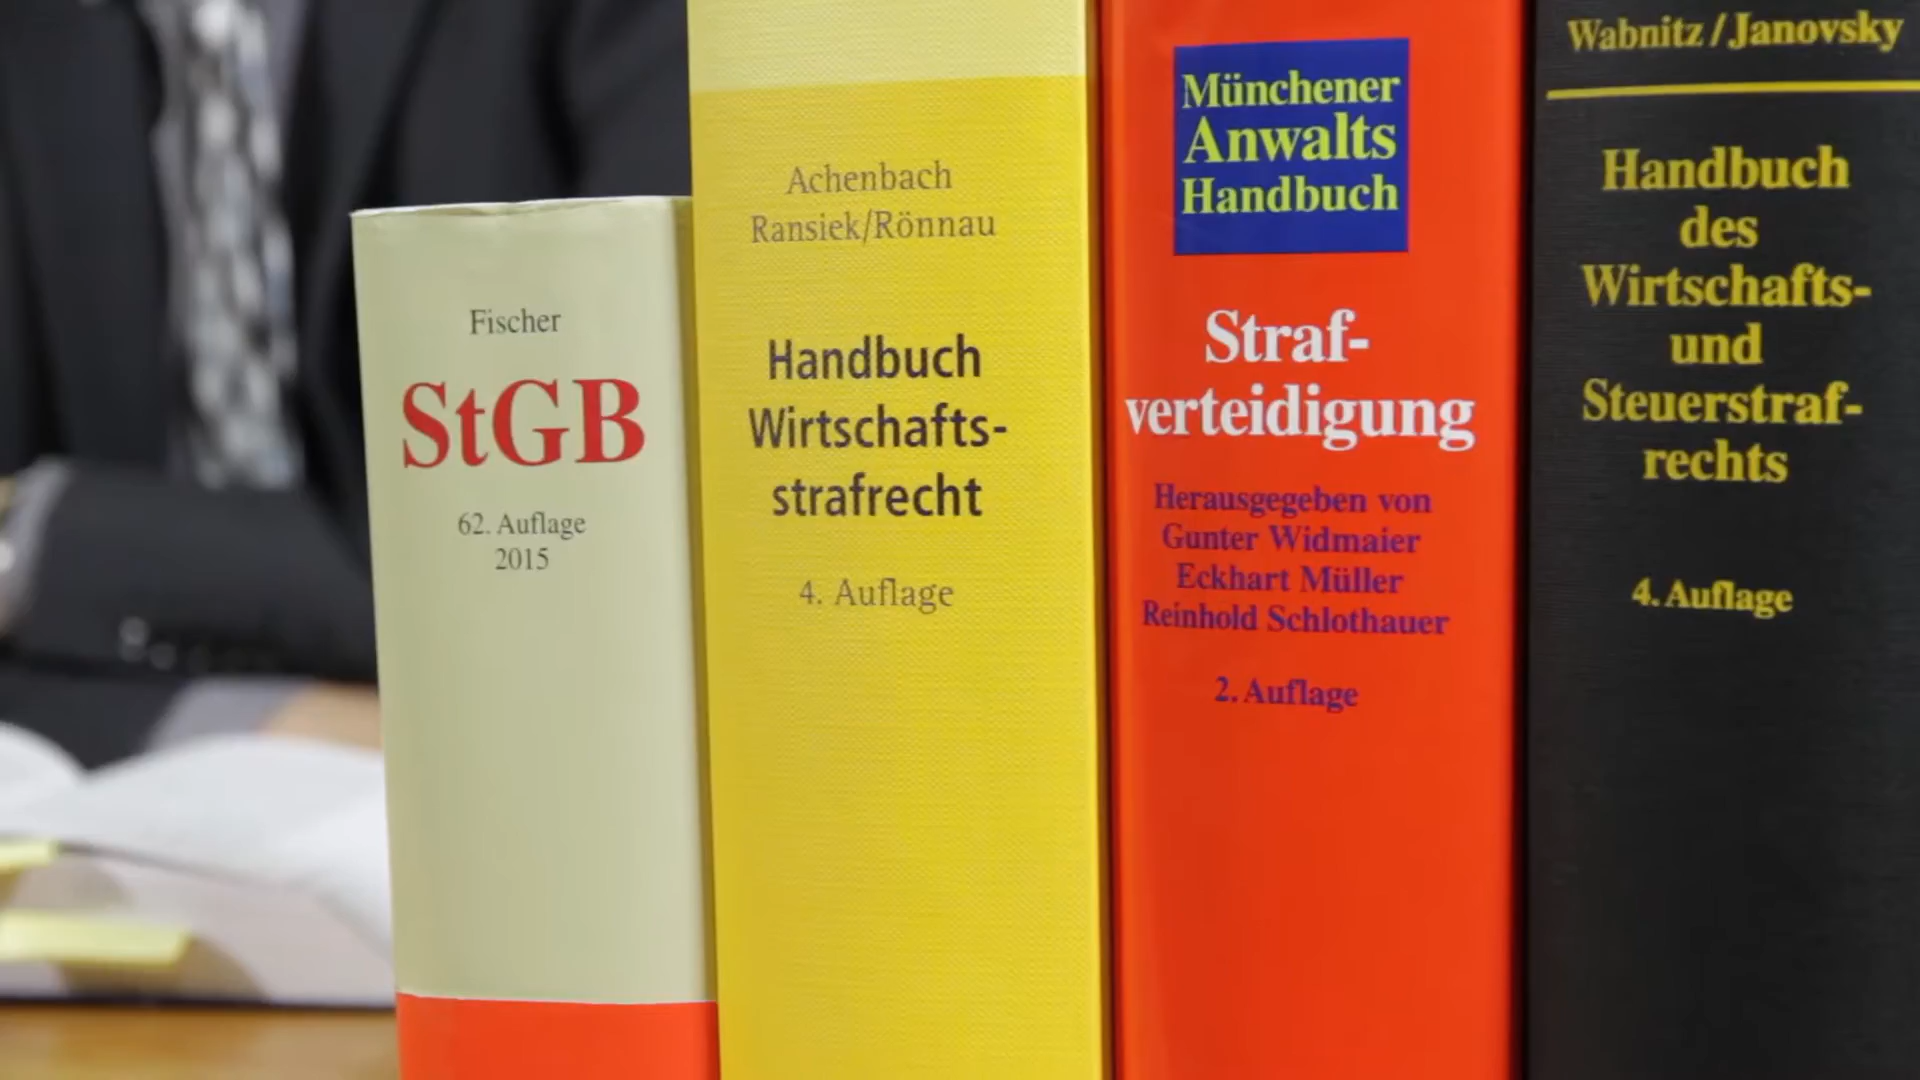 Fischer
StGB
62. Auflage
2015
Achenbach
Ransiek/Rönnau
Handbuch
Wirtschafts-
strafrecht
4. Auflage
Münchener
Anwalts
Handbuch
Straf-
verteidigung
Herausgegeben von
Gunter Widmaier
Eckhart Müller
Reinhold Schlothauer
2. Auflage
Wabnitz/Janovsky
Handbuch
des
Wirtschafts-
und
Steuerstraf-
rechts
4. Auflage